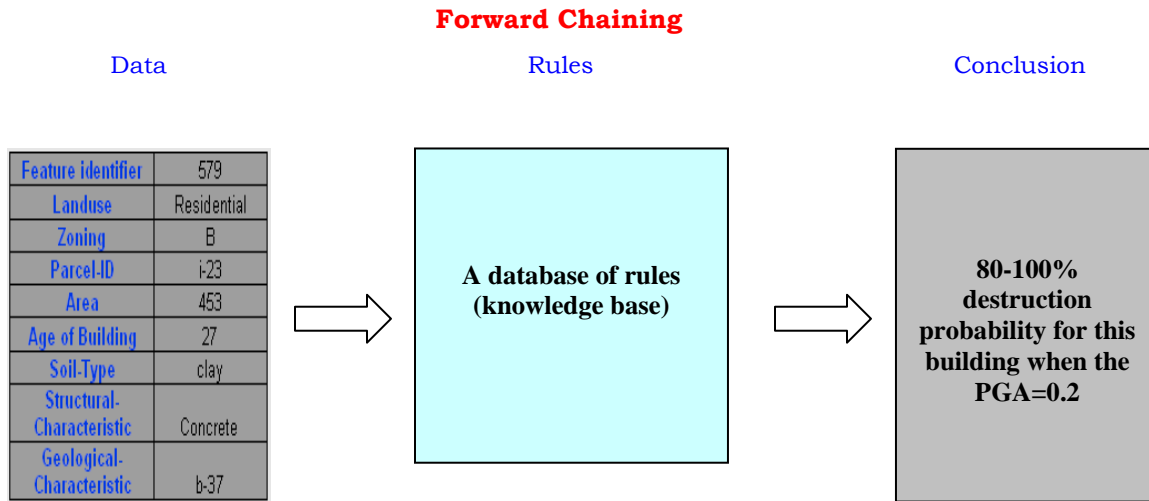 Forward Chaining
Data Rules Conclusion
Feature identifier 579
Landuse Residential
Zoning B
Parcel-ID i-23
Area 453
Age of Building 27
Soil-Type clay
Structural-
Characteristic Concrete
Geological-
Characteristic b-37
A database of rules
(knowledge base)
80-100%
destruction
probability for this
building when the
PGA=0.2